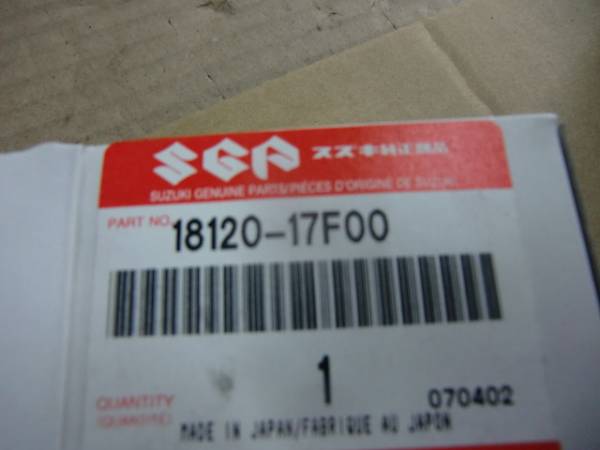 SGP スズキ純正部品
SUZUKI GENUINE PARTS/PIÈCES D'ORIGINE DE SUZUKI
PART NO. 18120-17F00
QUANTITY 1 070402
(QUANTITÉ)
MADE IN JAPAN/FABRIQUE AU JAPON